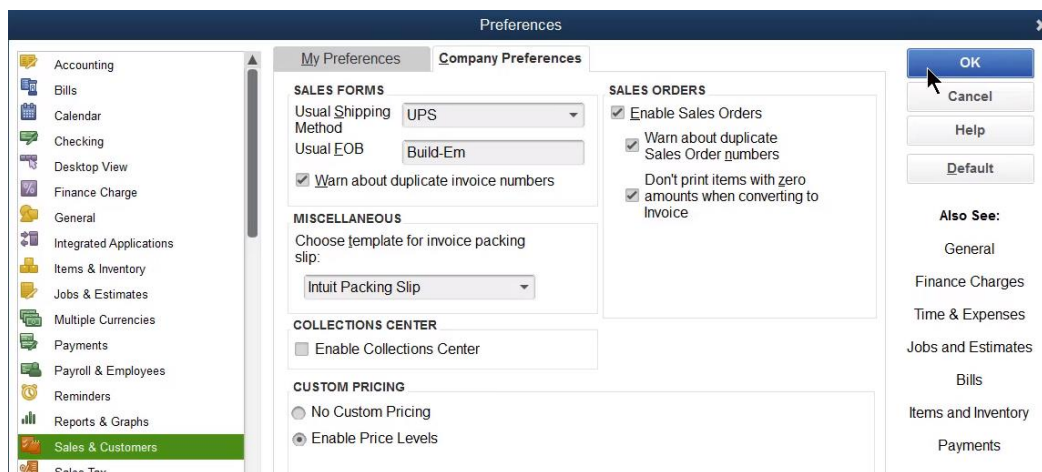 Preferences
Accounting
Bills
Calendar
Checking
Desktop View
Finance Charge
General
Integrated Applications
Items & Inventory
Jobs & Estimates
Multiple Currencies
Payments
Payroll & Employees
Reminders
Reports & Graphs
Sales & Customers
Sales Tax
My Preferences
Company Preferences
SALES FORMS
Usual Shipping
Method
UPS
Usual FOB
Build-Em
Warn about duplicate invoice numbers
MISCELLANEOUS
Choose template for invoice packing
slip:
Intuit Packing Slip
COLLECTIONS CENTER
Enable Collections Center
CUSTOM PRICING
No Custom Pricing
Enable Price Levels
SALES ORDERS
Enable Sales Orders
Warn about duplicate
Sales Order numbers
Don't print items with zero
amounts when converting to
Invoice
OK
Cancel
Help
Default
Also See:
General
Finance Charges
Time & Expenses
Jobs and Estimates
Bills
Items and Inventory
Payments